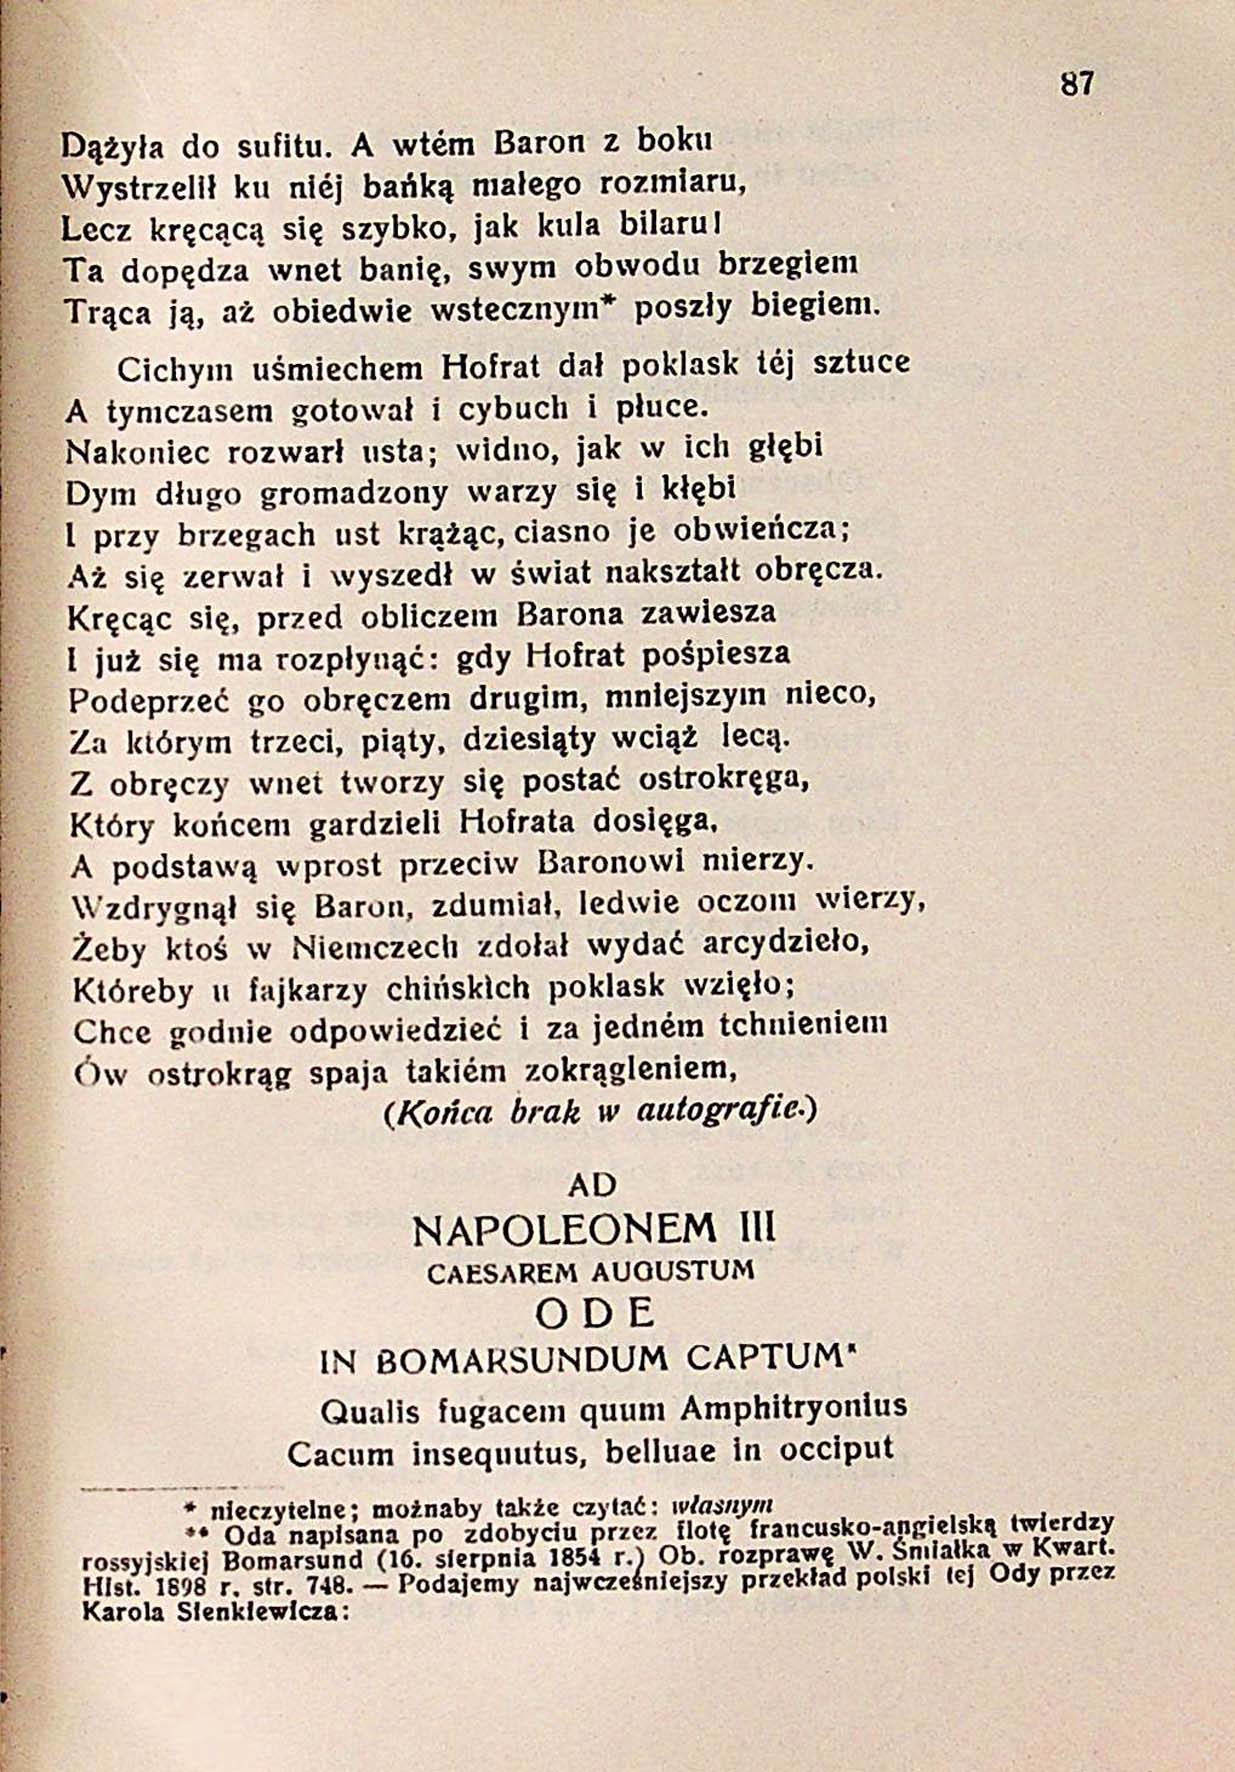 87
Dążyła do sufitu. A wtém Baron z boku
Wystrzelił ku niéj bańką małego rozmiaru,
Lecz kręcącą się szybko, jak kula bilaru!
Ta dopędza wnet banię, swym obwodu brzegiem
Trąca ją, aż obiedwie wstecznym* poszły biegiem.
Cichym uśmiechem Hofrat dał poklask téj sztuce
A tymczasem gotował i cybuch i płuce.
Nakoniec rozwarł usta; widno, jak w ich głębi
Dym długo gromadzony warzy się i kłębi
I przy brzegach ust krążąc, ciasno je obwieńcza;
Aż się zerwał i wyszedł w świat nakształt obręcza.
Kręcąc się, przed obliczem Barona zawiesza
I już się ma rozpłynąć: gdy Hofrat pośpiesza
Podeprzeć go obręczem drugim, mniejszym nieco,
Za którym trzeci, piąty, dziesiąty wciąż lecą.
Z obręczy wnet tworzy się postać ostrokręga,
Który końcem gardzieli Hofrata dosięga,
A podstawą wprost przeciw Baronowi mierzy.
Wzdrygnął się Baron, zdumiał, ledwie oczom wierzy,
Żeby ktoś w Niemczech zdołał wydać arcydzieło,
Któreby u fajkarzy chińskich poklask wzięło;
Chce godnie odpowiedzieć i za jedném tchnieniem
Ów ostrokrąg spaja takiém zokrągleniem,
(Końca brak w autografie.)
AD
NAPOLEONEM III
CAESAREM AUGUSTUM
ODE
IN BOMARSUNDUM CAPTUM*
Qualis fugacem quum Amphitryonius
Cacum insequutus, belluae in occiput
* nieczytelne; możnaby także czytać: własnym
** Oda napisana po zdobyciu przez flotę francusko-angielską twierdzy
rossyjskiej Bomarsund (16. sierpnia 1854 r.) Ob. rozprawę W. Śmiałka w Kwart.
Hist. 1898 r. str. 748. — Podajemy najwcześniejszy przekład polski tej Ody przez
Karola Sienkiewicza: